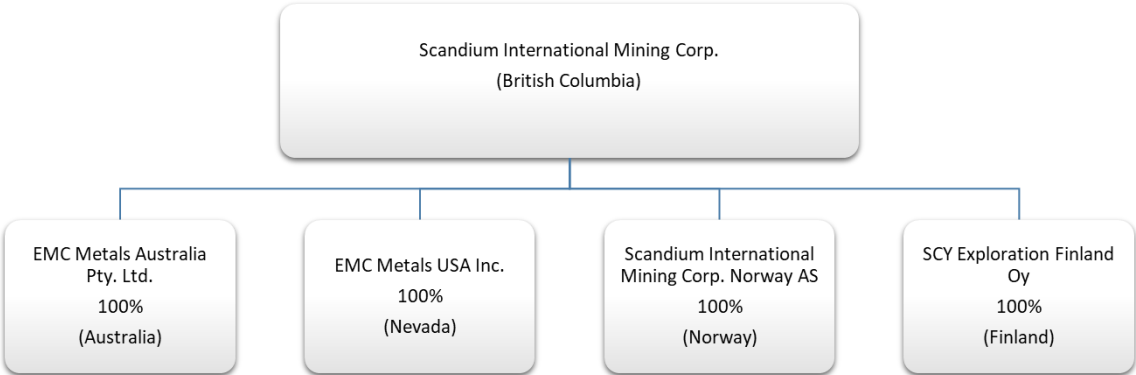 Scandium International Mining Corp.
(British Columbia)
EMC Metals Australia
Pty. Ltd.
100%
(Australia)
EMC Metals USA Inc.
100%
(Nevada)
Scandium International
Mining Corp. Norway AS
100%
(Norway)
SCY Exploration Finland
Oy
100%
(Finland)